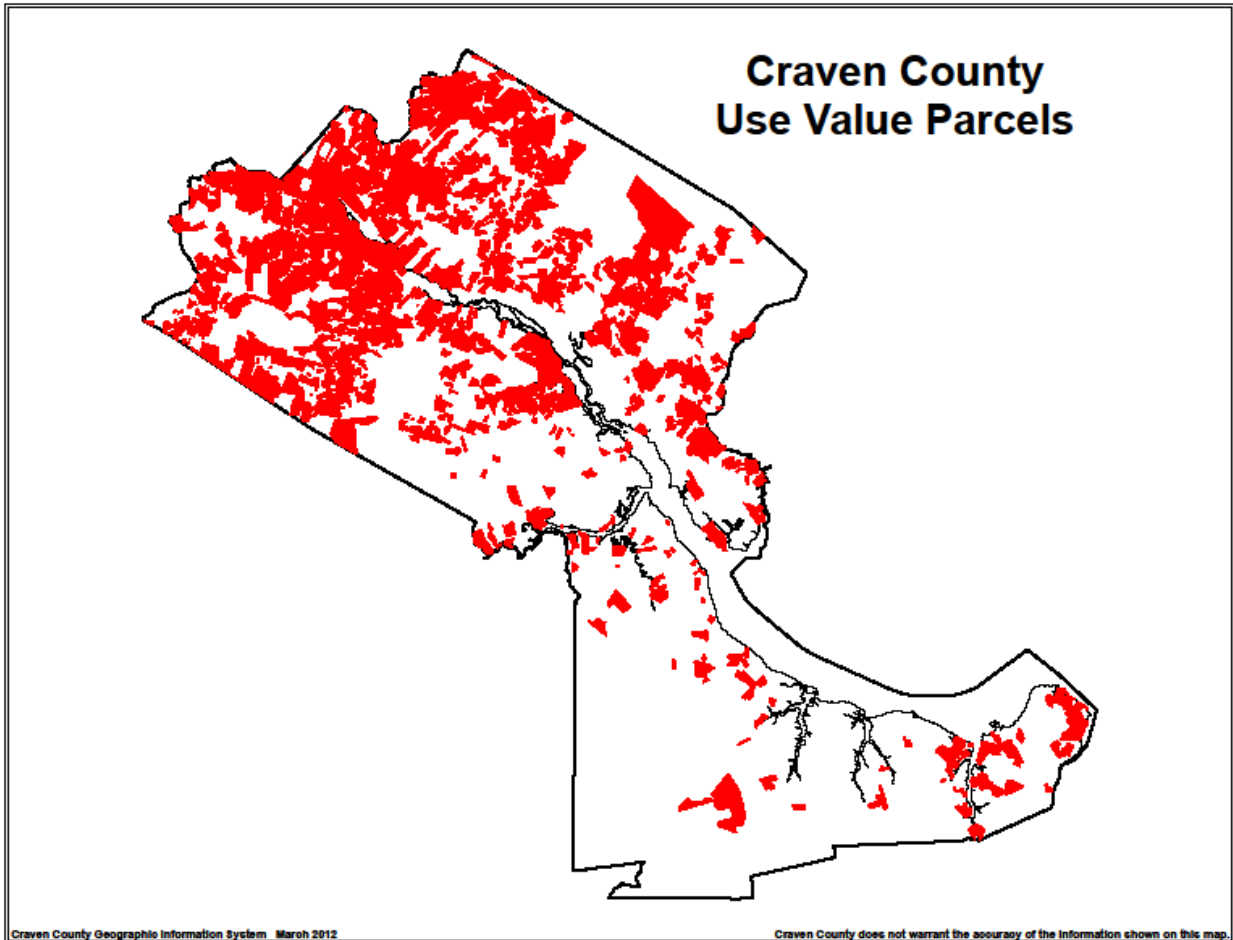 Craven County
Use Value Parcels
Craven County Geographic Information System March 2012
Craven County does not warrant the accuracy of the information shown on this map.